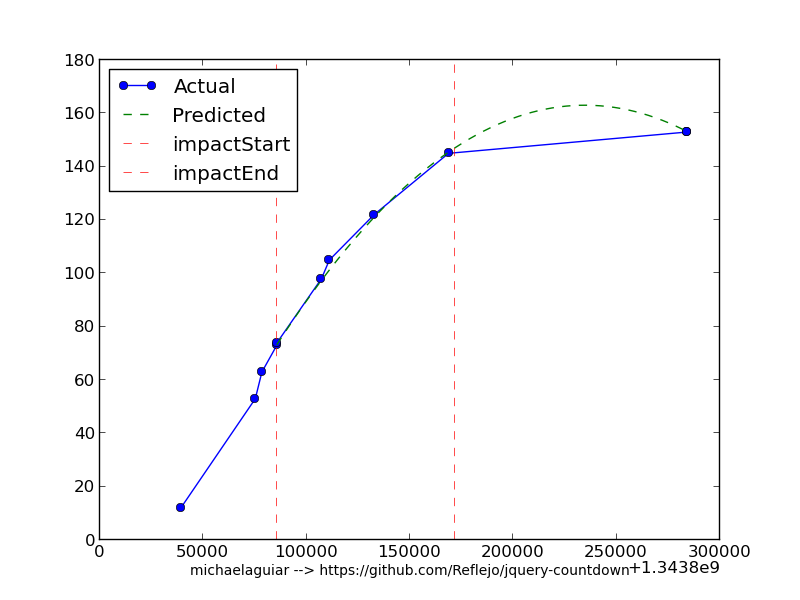 180
160
140
120
100
80
60
40
20
0
Actual
Predicted
impactStart
impactEnd
0 50000 100000 150000 200000 250000 300000
michaelaguiar --> https://github.com/Reflejo/jquery-countdown +1.3438e9